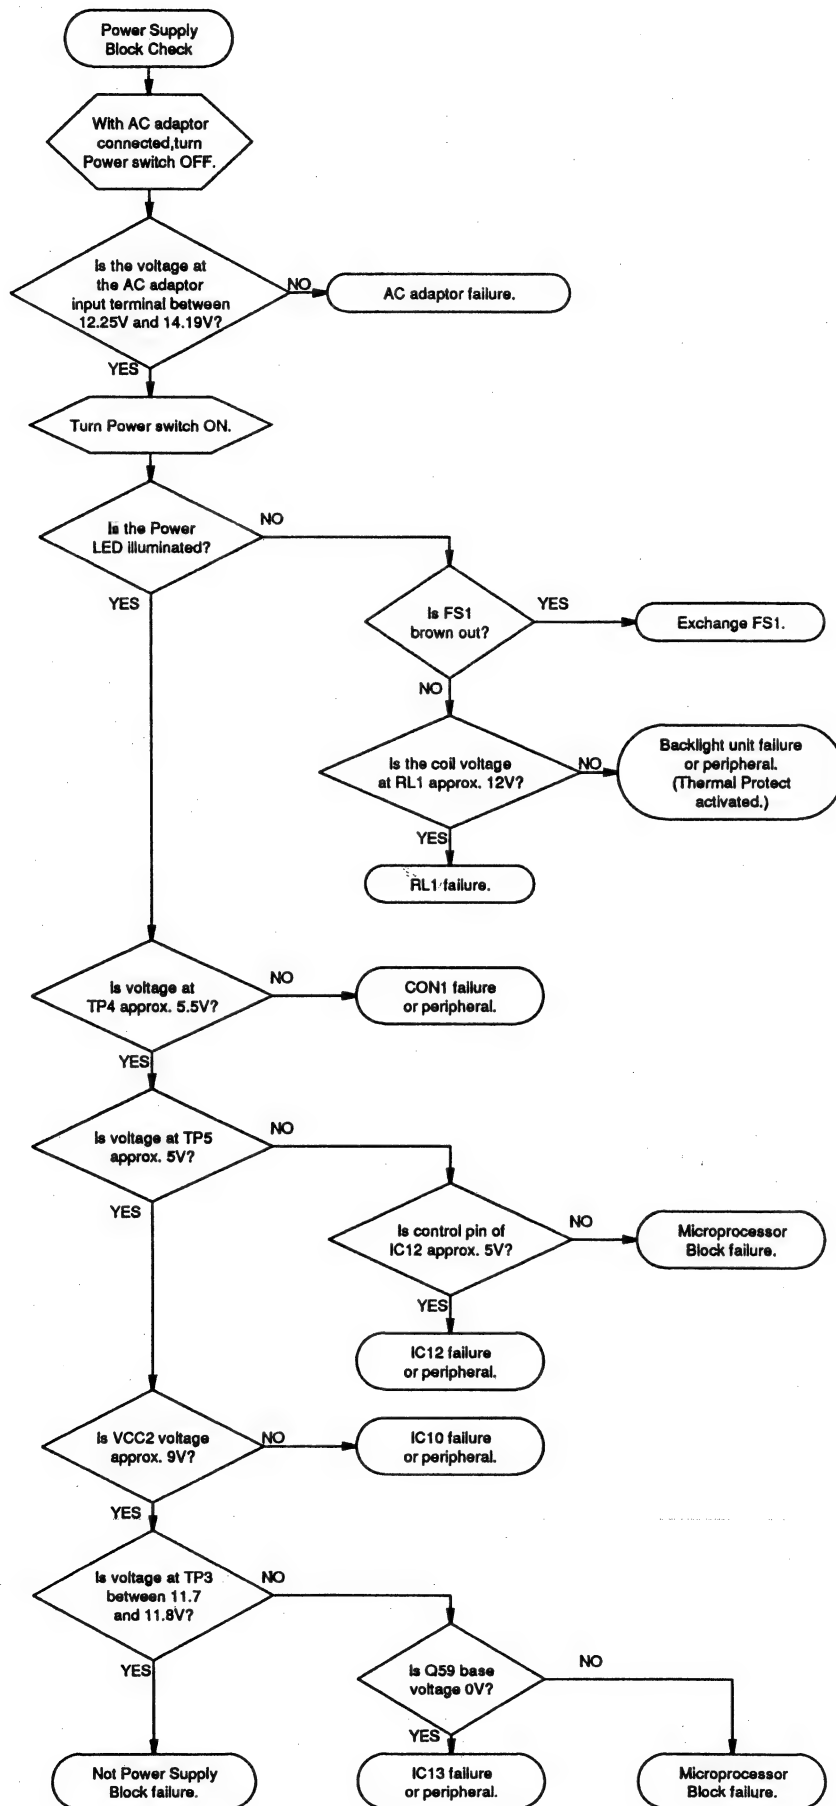 Power Supply
Block Check
With AC adaptor
connected,turn
Power switch OFF.
Is the voltage at
the AC adaptor
input terminal between
12.25V and 14.19V?
NO
AC adaptor failure.
YES
Turn Power switch ON.
Is the Power
LED illuminated?
NO
YES
Is FS1
brown out?
YES
Exchange FS1.
NO
Is the coil voltage
at RL1 approx. 12V?
NO
Backlight unit failure
or peripheral.
(Thermal Protect
activated.)
YES
RL1 failure.
Is voltage at
TP4 approx. 5.5V?
NO
CON1 failure
or peripheral.
YES
Is voltage at TP5
approx. 5V?
NO
YES
Is control pin of
IC12 approx. 5V?
NO
Microprocessor
Block failure.
YES
IC12 failure
or peripheral.
Is VCC2 voltage
approx. 9V?
NO
IC10 failure
or peripheral.
YES
Is voltage at TP3
between 11.7
and 11.8V?
NO
YES
Is Q59 base
voltage 0V?
NO
YES
Not Power Supply
Block failure.
IC13 failure
or peripheral.
Microprocessor
Block failure.